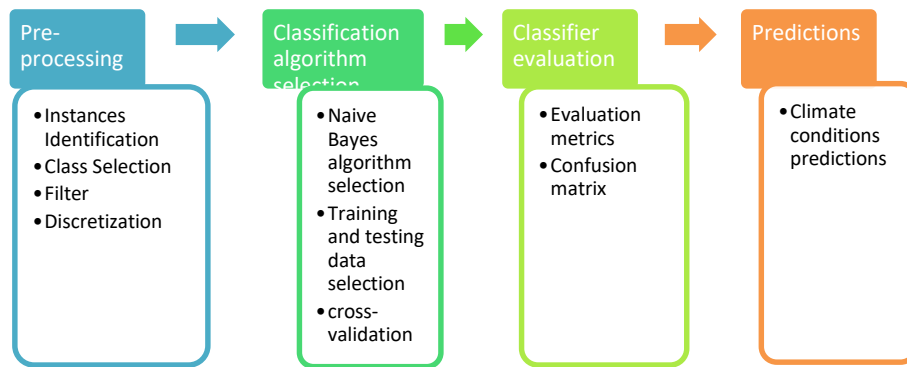 Pre-
processing
• Instances
Identification
• Class Selection
• Filter
• Discretization
Classification
algorithm
selection
• Naive
Bayes
algorithm
selection
• Training
and testing
data
selection
• cross-
validation
Classifier
evaluation
• Evaluation
metrics
• Confusion
matrix
Predictions
• Climate
conditions
predictions